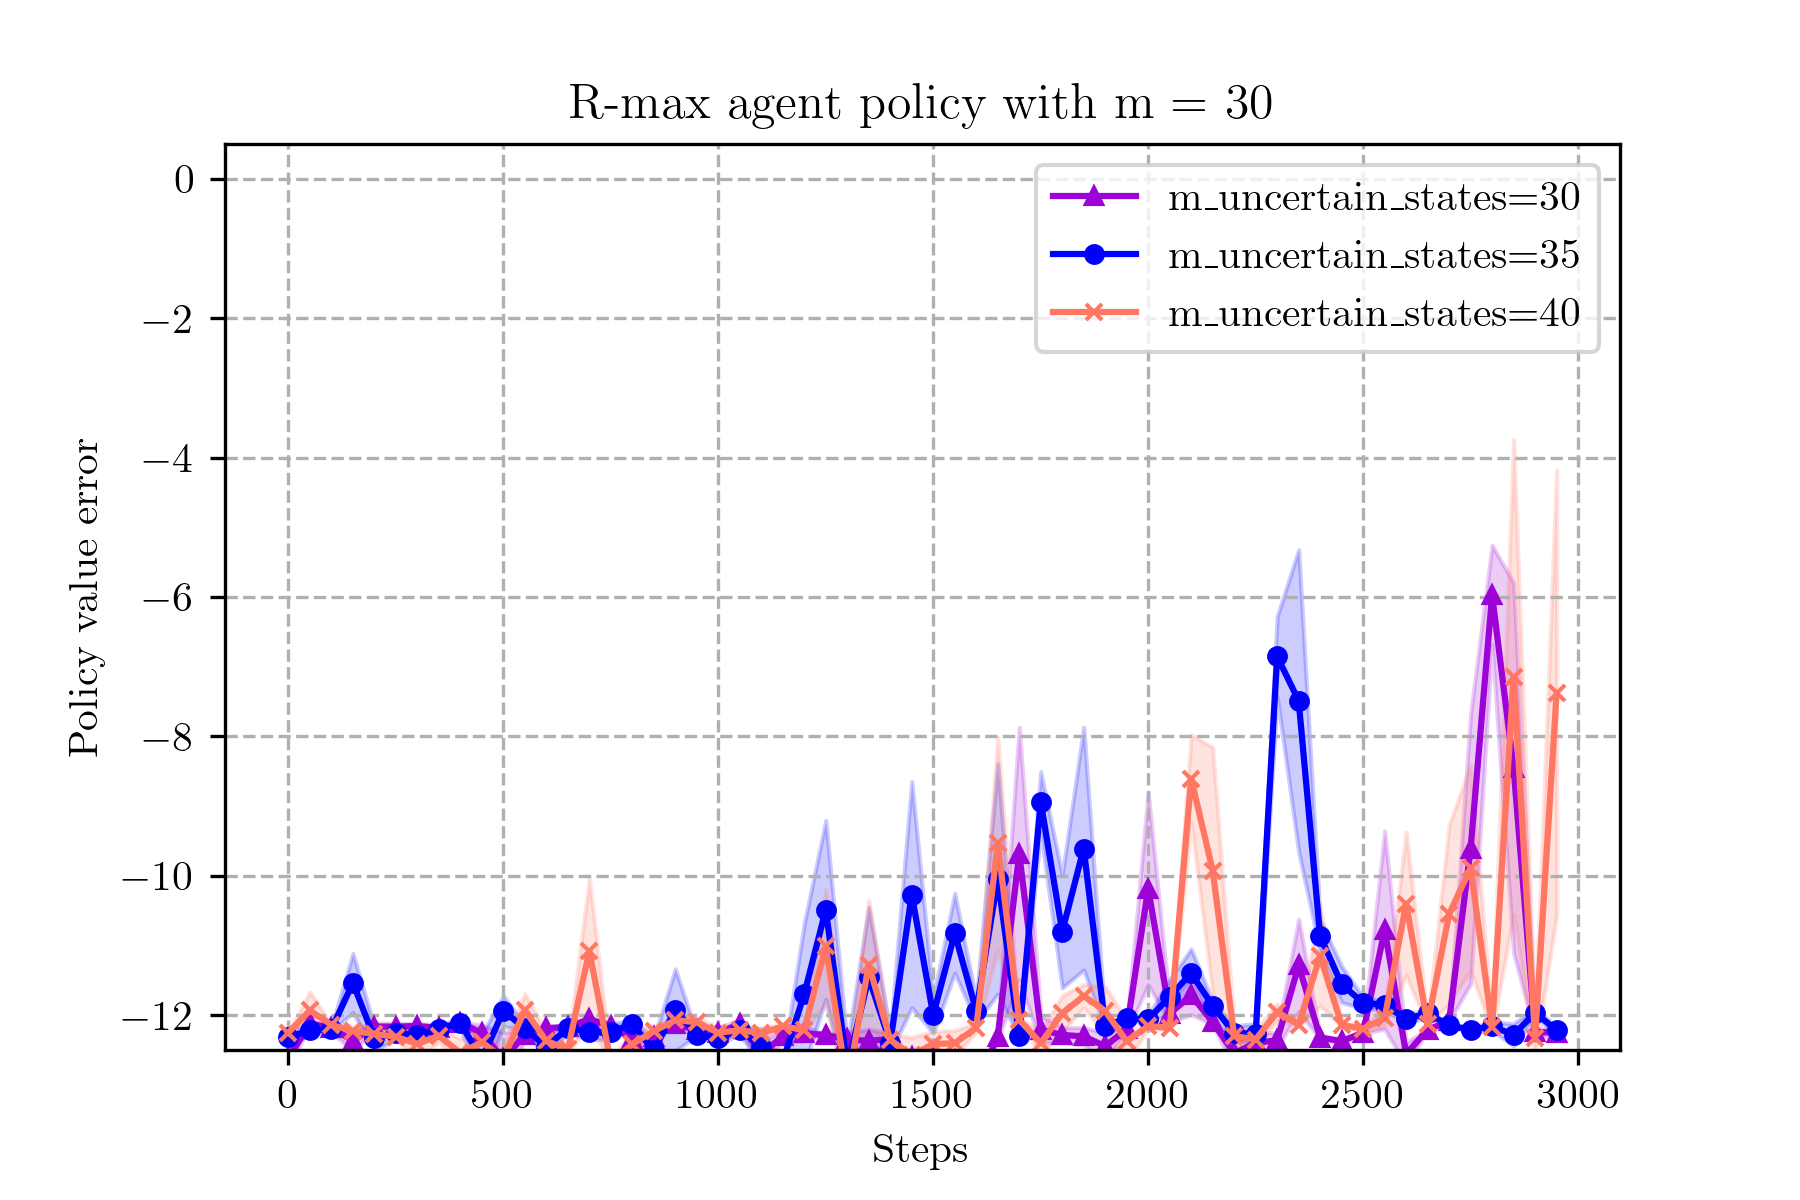 R-max agent policy with m = 30
m_uncertain_states=30
m_uncertain_states=35
m_uncertain_states=40
Policy value error
0
−2
−4
−6
−8
−10
−12
0 500 1000 1500 2000 2500 3000
Steps